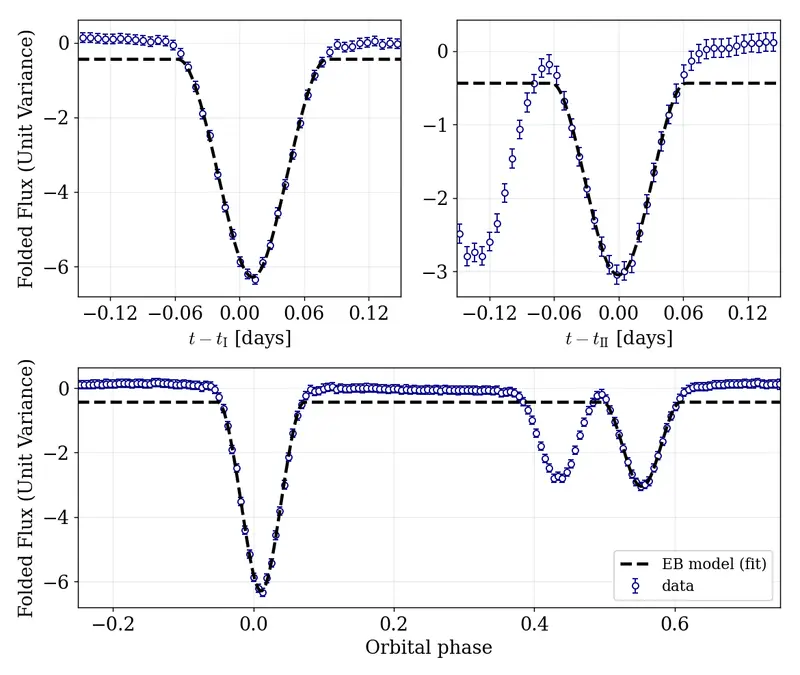 Folded Flux (Unit Variance)
0
−2
−4
−6
−0.12 −0.06 0.00 0.06 0.12
t − tI [days]
0
−1
−2
−3
−0.12 −0.06 0.00 0.06 0.12
t − tII [days]
Folded Flux (Unit Variance)
0
−2
−4
−6
−0.2 0.0 0.2 0.4 0.6
Orbital phase
EB model (fit)
data